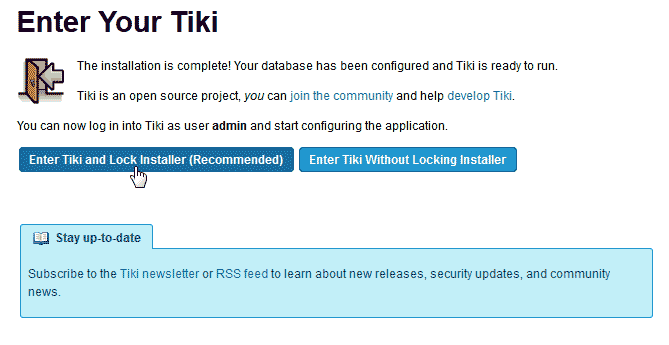 Enter Your Tiki
The installation is complete! Your database has been configured and Tiki is ready to run.
Tiki is an open source project, you can join the community and help develop Tiki.
You can now log in into Tiki as user admin and start configuring the application.
Enter Tiki and Lock Installer (Recommended) Enter Tiki Without Locking Installer
Stay up-to-date
Subscribe to the Tiki newsletter or RSS feed to learn about new releases, security updates, and community
news.